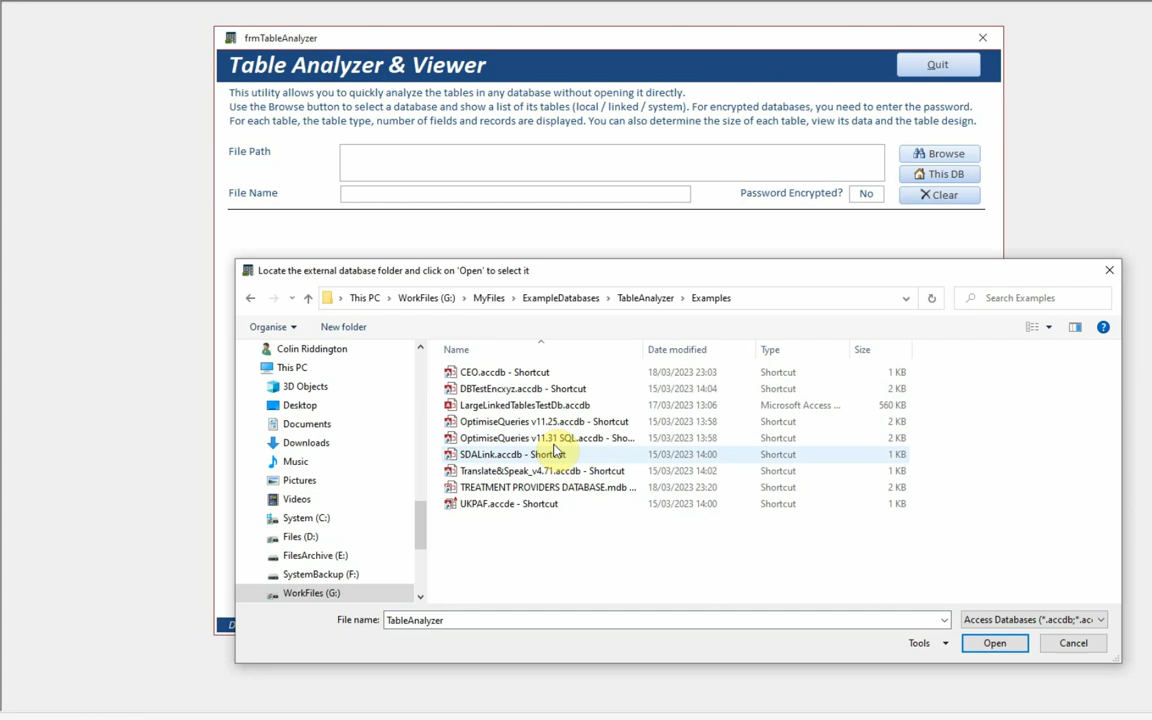 frmTableAnalyzer
Table Analyzer & Viewer
Quit
This utility allows you to quickly analyze the tables in any database without opening it directly.
Use the Browse button to select a database and show a list of its tables (local / linked / system). For encrypted databases, you need to enter the password.
For each table, the table type, number of fields and records are displayed. You can also determine the size of each table, view its data and the table design.
File Path
Browse
This DB
File Name
Password Encrypted? No
Clear
Locate the external database folder and click on 'Open' to select it
This PC > WorkFiles (G:) > MyFiles > ExampleDatabases > TableAnalyzer > Examples
Search Examples
Organise New folder
Name Date modified Type Size
Colin Riddington
This PC
3D Objects
Desktop
Documents
Downloads
Music
Pictures
Videos
System (C:)
Files (D:)
FilesArchive (E:)
SystemBackup (F:)
WorkFiles (G:)
CEO.accdb - Shortcut 18/03/2023 23:03 Shortcut 1 KB
DBTestEncxyz.accdb - Shortcut 15/03/2023 14:04 Shortcut 2 KB
LargeLinkedTablesTestDb.accdb 17/03/2023 13:06 Microsoft Access ... 560 KB
OptimiseQueries v11.25.accdb - Shortcut 15/03/2023 13:58 Shortcut 2 KB
OptimiseQueries v11.31 SQL.accdb - Sho... 15/03/2023 13:58 Shortcut 2 KB
SDALink.accdb - Shortcut 15/03/2023 14:00 Shortcut 1 KB
Translate&Speak_v4.71.accdb - Shortcut 15/03/2023 14:02 Shortcut 1 KB
TREATMENT PROVIDERS DATABASE.mdb ... 18/03/2023 23:20 Shortcut 2 KB
UKPAF.accde - Shortcut 15/03/2023 14:00 Shortcut 1 KB
File name: TableAnalyzer
Access Databases (*.accdb;*.ac
Tools Open Cancel